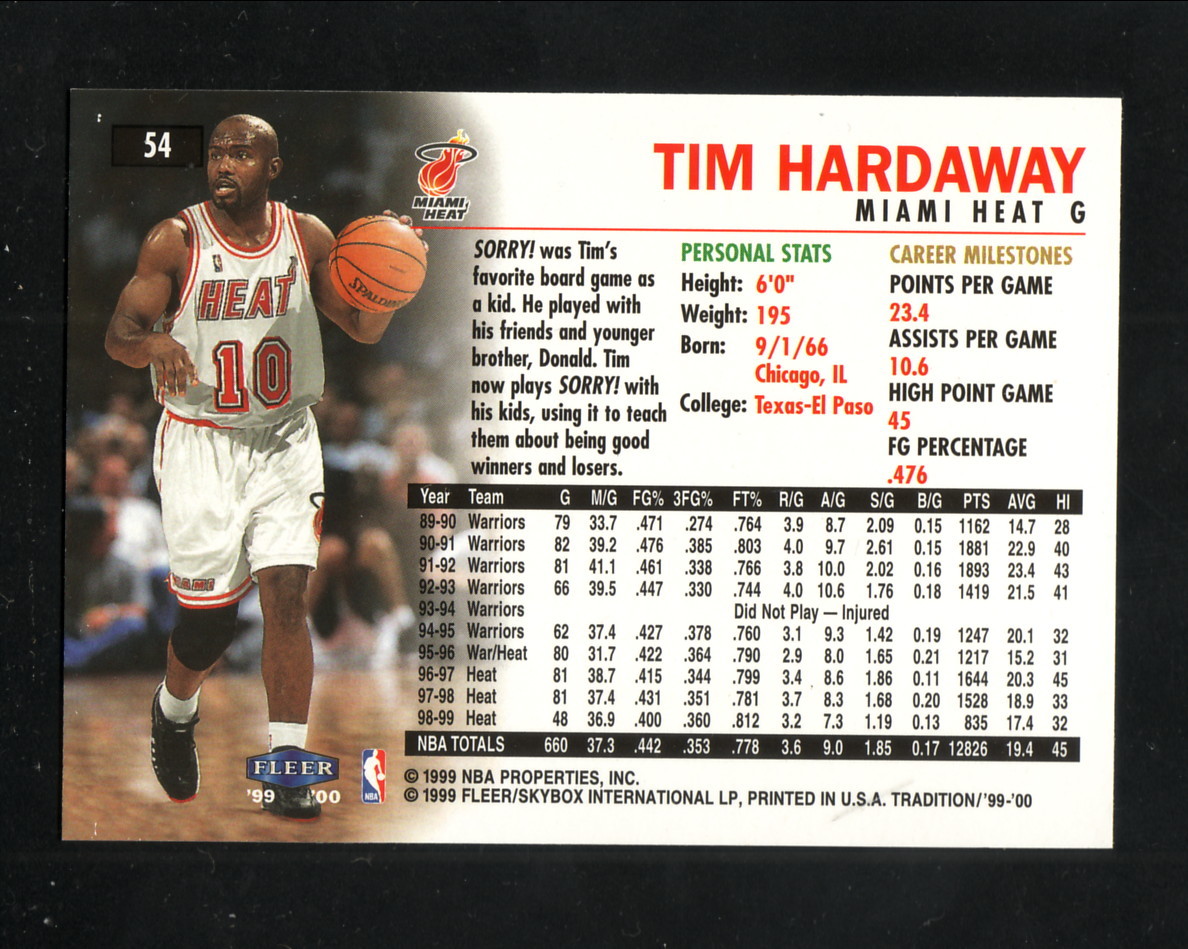 54
MIAMI
HEAT
TIM HARDAWAY
MIAMI HEAT G
HEAT
10
SPALDING
MIAMI
SORRY! was Tim's
favorite board game as
a kid. He played with
his friends and younger
brother, Donald. Tim
now plays SORRY! with
his kids, using it to teach
them about being good
winners and losers.
PERSONAL STATS
Height: 6'0"
Weight: 195
Born: 9/1/66
Chicago, IL
College: Texas-El Paso
CAREER MILESTONES
POINTS PER GAME
23.4
ASSISTS PER GAME
10.6
HIGH POINT GAME
45
FG PERCENTAGE
.476
Year Team G M/G FG% 3FG% FT% R/G A/G S/G B/G PTS AVG HI
89-90 Warriors 79 33.7 .471 .274 .764 3.9 8.7 2.09 0.15 1162 14.7 28
90-91 Warriors 82 39.2 .476 .385 .803 4.0 9.7 2.61 0.15 1881 22.9 40
91-92 Warriors 81 41.1 .461 .338 .766 3.8 10.0 2.02 0.16 1893 23.4 43
92-93 Warriors 66 39.5 .447 .330 .744 4.0 10.6 1.76 0.18 1419 21.5 41
93-94 Warriors Did Not Play — Injured
94-95 Warriors 62 37.4 .427 .378 .760 3.1 9.3 1.42 0.19 1247 20.1 32
95-96 War/Heat 80 31.7 .422 .364 .790 2.9 8.0 1.65 0.21 1217 15.2 31
96-97 Heat 81 38.7 .415 .344 .799 3.4 8.6 1.86 0.11 1644 20.3 45
97-98 Heat 81 37.4 .431 .351 .781 3.7 8.3 1.68 0.20 1528 18.9 33
98-99 Heat 48 36.9 .400 .360 .812 3.2 7.3 1.19 0.13 835 17.4 32
NBA TOTALS 660 37.3 .442 .353 .778 3.6 9.0 1.85 0.17 12826 19.4 45
FLEER
'99 '00
NBA
© 1999 NBA PROPERTIES, INC.
© 1999 FLEER/SKYBOX INTERNATIONAL LP, PRINTED IN U.S.A. TRADITION/'99-'00